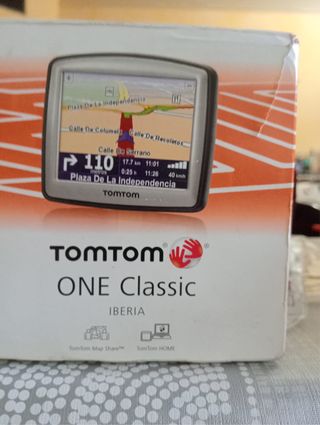 Plaza De La Independencia
Calle De Columela
Calle De Recoletos
Calle De Serrano
110
metros
17.7 km
11:01
0:25 h
11:26
40 km/h
Plaza De La Independencia
TOMTOM
TOMTOM
ONE Classic
IBERIA
TomTom Map Share™
TomTom HOME